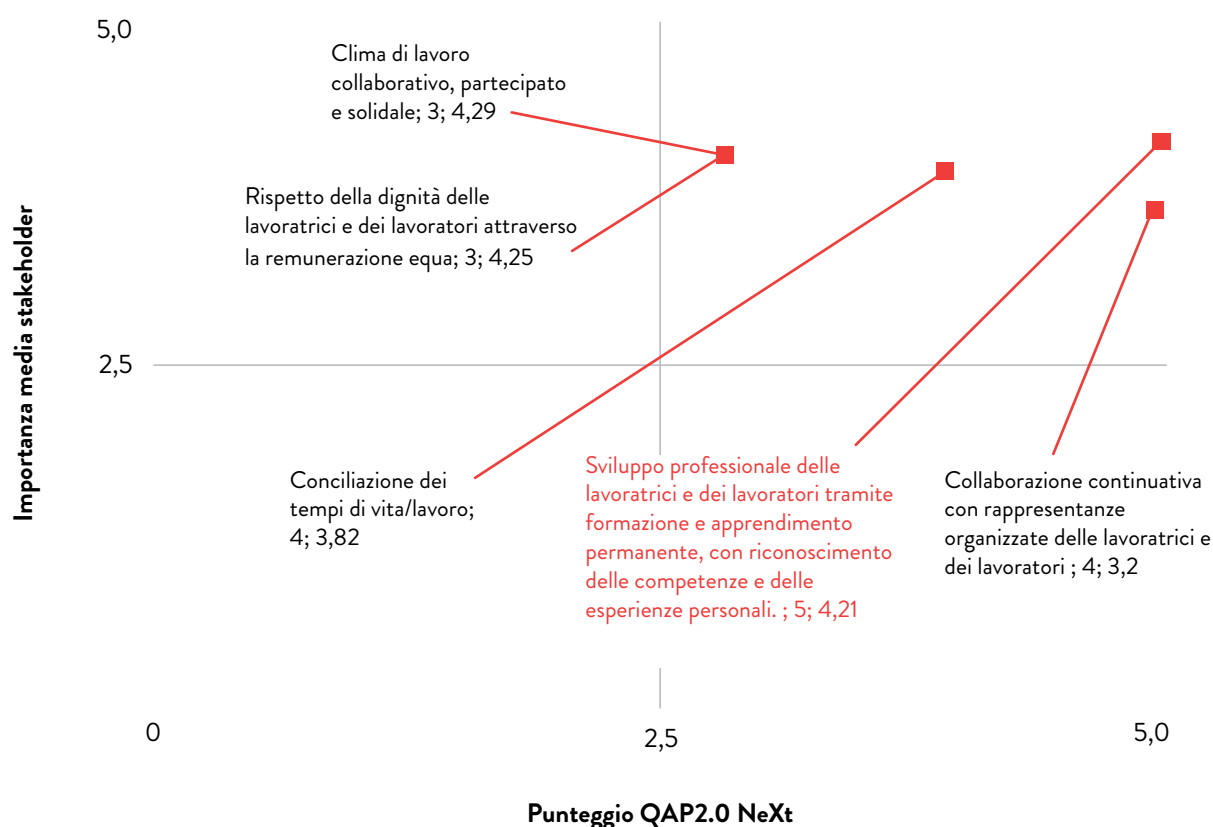 5,0
Clima di lavoro
collaborativo, partecipato
e solidale; 3; 4,29
Rispetto della dignità delle
lavoratrici e dei lavoratori attraverso
la remunerazione equa; 3; 4,25
Importanza media stakeholder
2,5
Conciliazione dei
tempi di vita/lavoro;
4; 3,82
Sviluppo professionale delle
lavoratrici e dei lavoratori tramite
formazione e apprendimento
permanente, con riconoscimento
delle competenze e delle
esperienze personali. ; 5; 4,21
Collaborazione continuativa
con rappresentanze
organizzate delle lavoratrici e
dei lavoratori ; 4; 3,2
0
2,5
5,0
Punteggio QAP2.0 NeXt